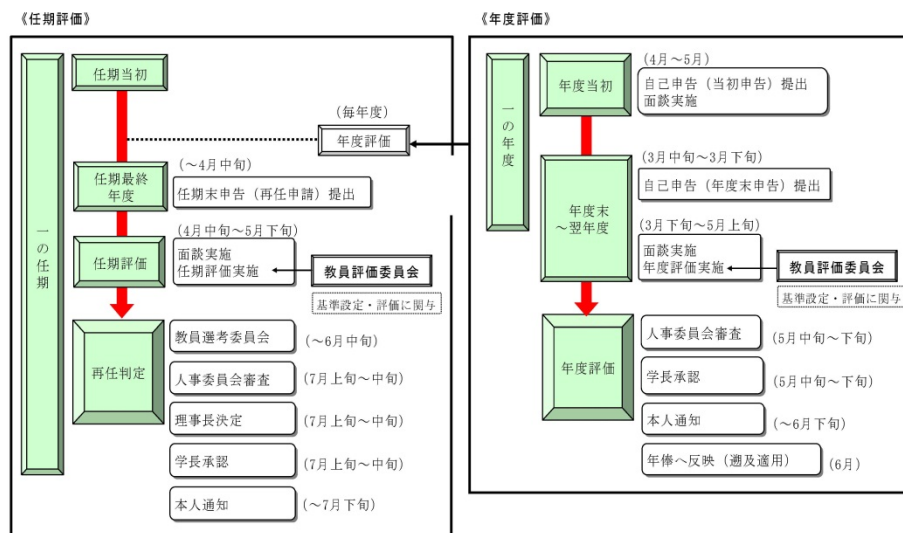 《任期評価》
一の任期
任期当初
(毎年度)
年度評価
任期最終
年度
(～4月中旬)
任期末申告（再任申請）提出
(4月中旬～5月下旬)
任期評価
面談実施
任期評価実施
教員評価委員会
基準設定・評価に関与
再任判定
教員選考委員会
(～6月中旬)
人事委員会審査
(7月上旬～中旬)
理事長決定
(7月上旬～中旬)
学長承認
(7月上旬～中旬)
本人通知
(～7月下旬)
《年度評価》
一の年度
年度当初
(4月～5月)
自己申告（当初申告）提出
面談実施
年度末
～翌年度
(3月中旬～3月下旬)
自己申告（年度末申告）提出
(3月下旬～5月上旬)
面談実施
年度評価実施
教員評価委員会
基準設定・評価に関与
年度評価
人事委員会審査
(5月中旬～下旬)
学長承認
(5月中旬～下旬)
本人通知
(～6月下旬)
年俸へ反映（遡及適用）
(6月)